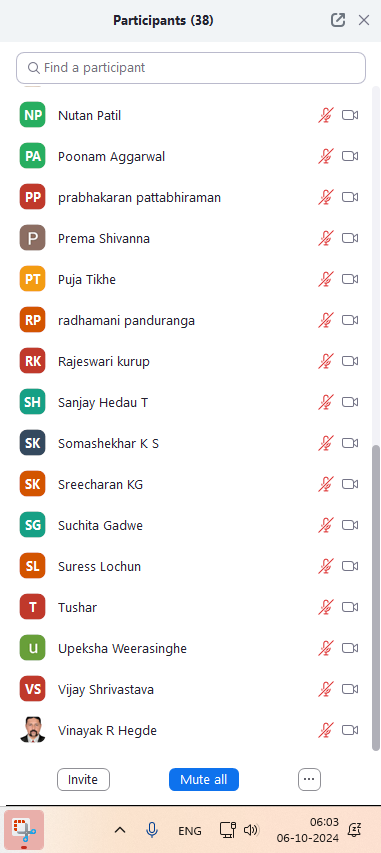 Participants (38)
Find a participant
NP Nutan Patil
PA Poonam Aggarwal
PP prabhakaran pattabhiraman
P Prema Shivanna
PT Puja Tikhe
RP radhamani panduranga
RK Rajeswari kurup
SH Sanjay Hedau T
SK Somashekhar K S
SK Sreecharan KG
SG Suchita Gadwe
SL Suress Lochun
T Tushar
u Upeksha Weerasinghe
VS Vijay Shrivastava
Vinayak R Hegde
Invite Mute all ...
ENG 06:03
06-10-2024